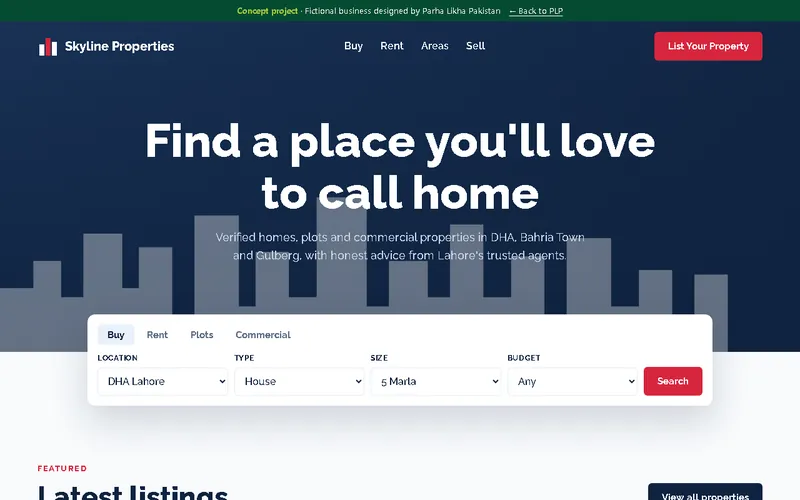 Concept project · Fictional business designed by Parha Likha Pakistan ← Back to PLP
Skyline Properties
Buy Rent Areas Sell
List Your Property
Find a place you'll love
to call home
Verified homes, plots and commercial properties in DHA, Bahria Town
and Gulberg, with honest advice from Lahore's trusted agents.
Buy Rent Plots Commercial
LOCATION TYPE SIZE BUDGET
DHA Lahore House 5 Marla Any Search
FEATURED
Latest listings
View all properties